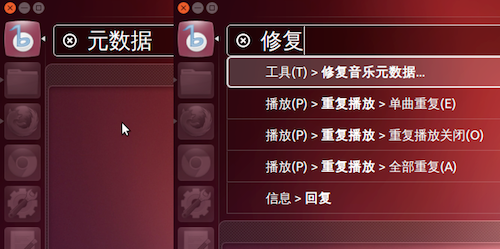 元数据
修复
工具(T) > 修复音乐元数据...
播放(P) > 重复播放 > 单曲重复(E)
播放(P) > 重复播放 > 重复播放关闭(O)
播放(P) > 重复播放 > 全部重复(A)
信息 > 回复